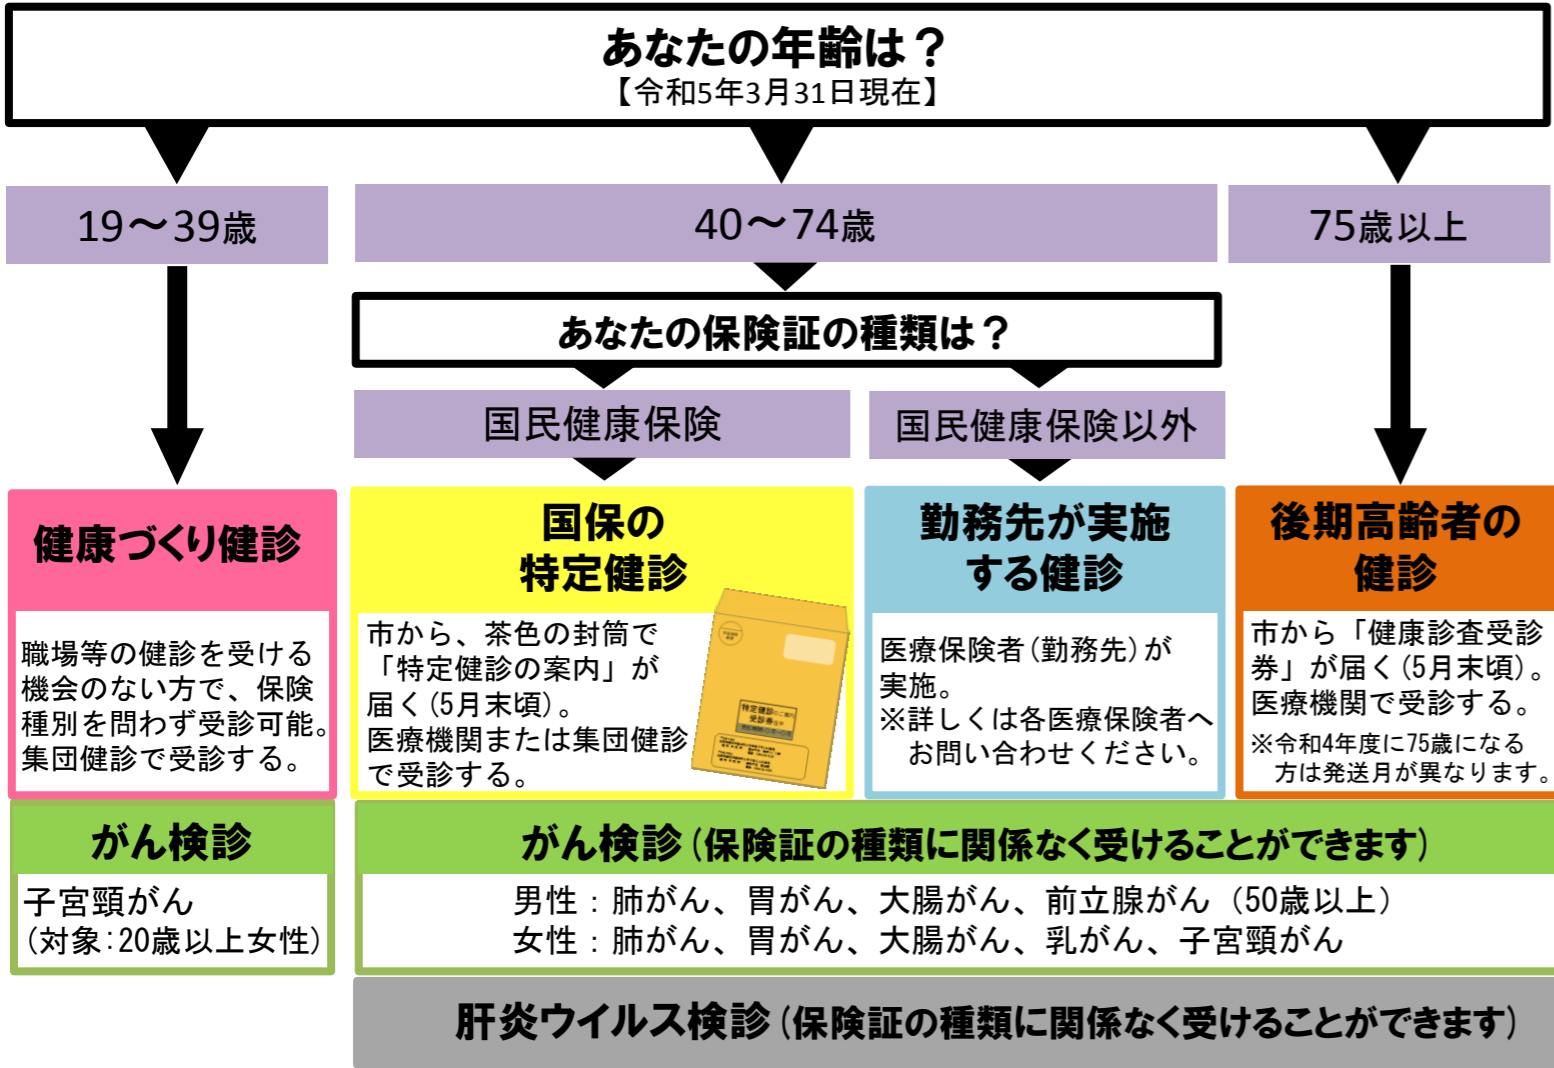 あなたの年齢は？
【令和5年3月31日現在】
19～39歳
40～74歳
75歳以上
あなたの保険証の種類は？
国民健康保険
国民健康保険以外
健康づくり健診
職場等の健診を受ける
機会のない方で、保険
種別を問わず受診可能。
集団健診で受診する。
国保の
特定健診
市から、茶色の封筒で
「特定健診の案内」が
届く(5月末頃)。
医療機関または集団健診
で受診する。
特定健診のご案内
受診券在中
勤務先が実施
する健診
医療保険者(勤務先)が
実施。
※詳しくは各医療保険者へ
お問い合わせください。
後期高齢者の
健診
市から「健康診査受診
券」が届く(5月末頃)。
医療機関で受診する。
※令和4年度に75歳になる
方は発送月が異なります。
がん検診
子宮頸がん
(対象:20歳以上女性)
がん検診(保険証の種類に関係なく受けることができます)
男性：肺がん、胃がん、大腸がん、前立腺がん（50歳以上）
女性：肺がん、胃がん、大腸がん、乳がん、子宮頸がん
肝炎ウイルス検診(保険証の種類に関係なく受けることができます)